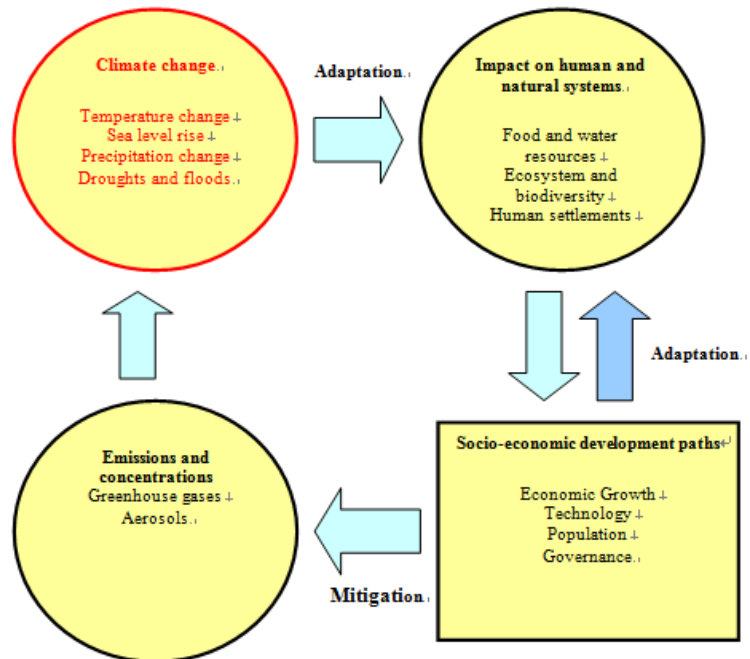 Climate change.
Temperature change
Sea level rise
Precipitation change
Droughts and floods.
Adaptation.
Impact on human and
natural systems.
Food and water
resources
Ecosystem and
biodiversity
Human settlements
Adaptation.
Emissions and
concentrations
Greenhouse gases
Aerosols.
Mitigation.
Socio-economic development paths
Economic Growth
Technology
Population
Governance.